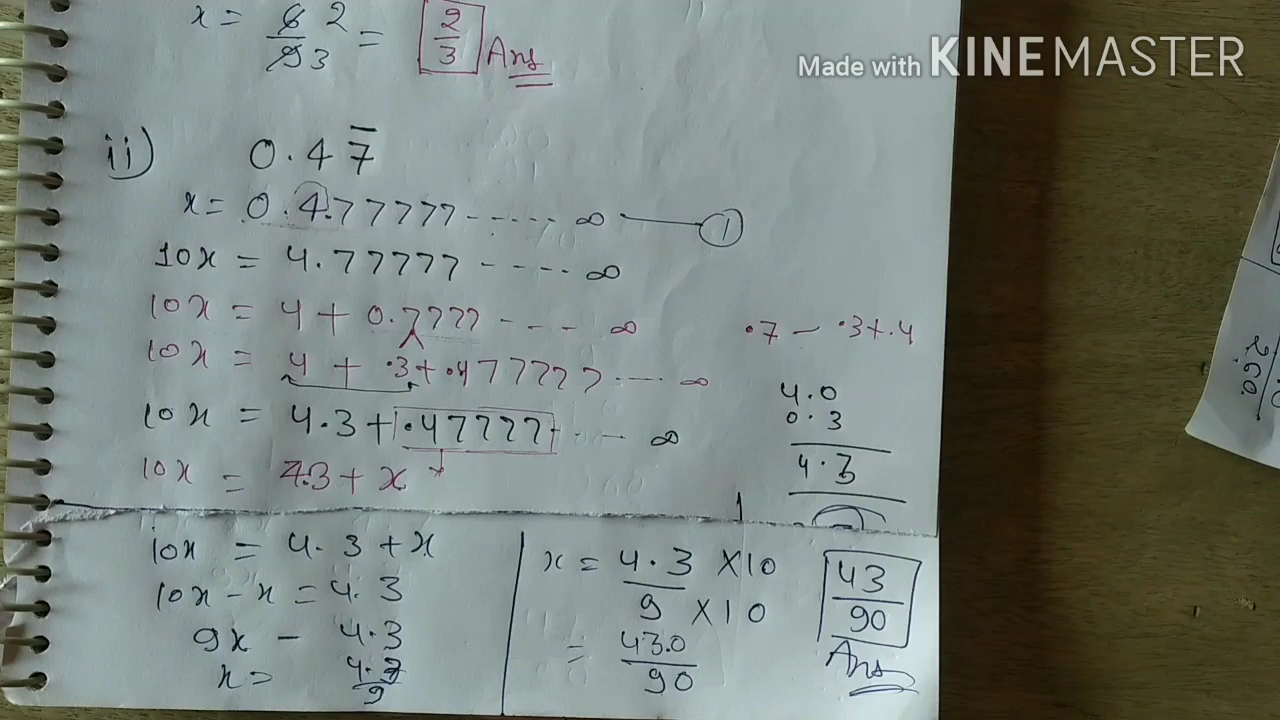 x = 6/9 2 3 = 2/3 Ans
Made with KINEMASTER
ii) 0.47̅
x = 0.4.77777 ----- ∞ — ①
10x = 4.77777 ---- ∞
10x = 4 + 0.7777 --- ∞
.7 — .3+.4
10x = 4 + .3+.477777 ---- ∞
10x = 4.3+.47777 --- ∞
10x = 4.3 + x
4.0
0.3
4.3
10x = 4.3 + x
10x - x = 4.3
9x - 4.3
x = 4.3/9
x = 4.3 X10
9 X10
= 43.0/90
43/90
Ans